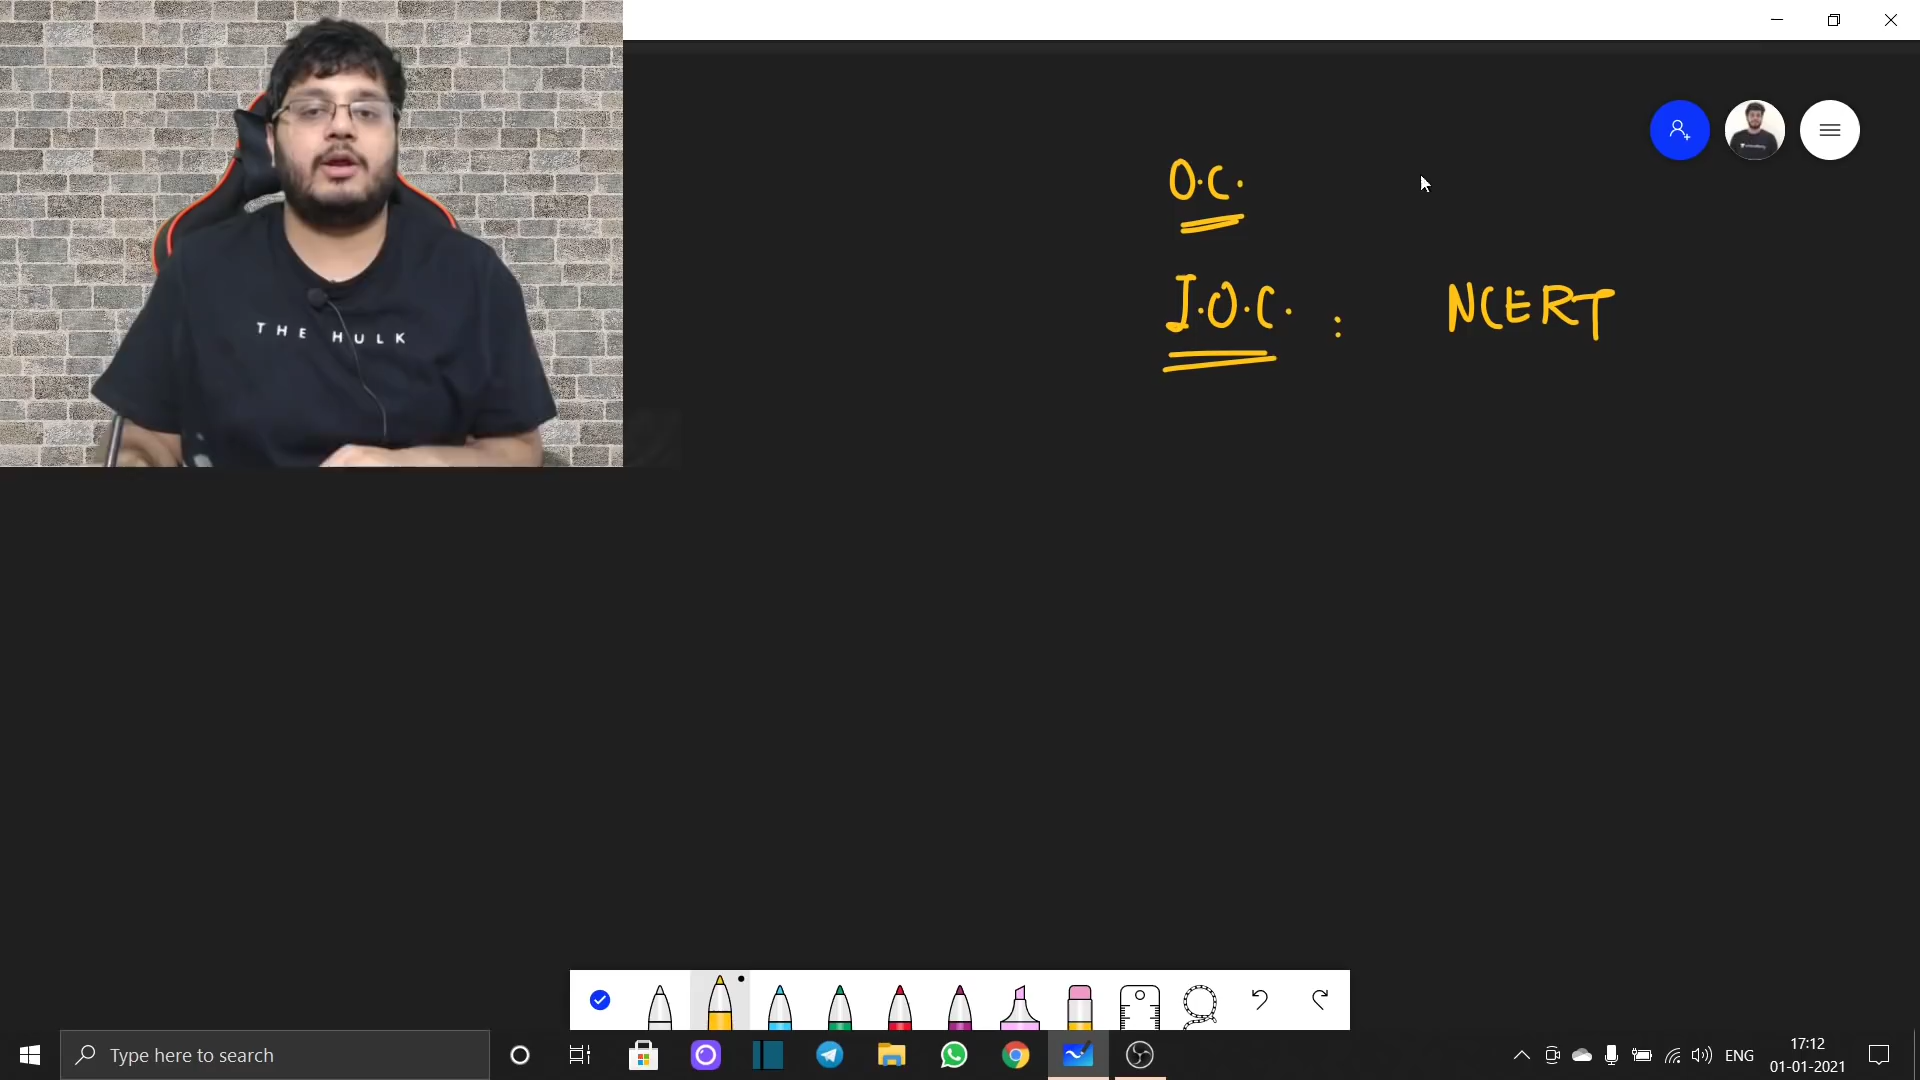 THE HULK
O.C.
I.O.C. : NCERT
Type here to search
ENG
17:12
01-01-2021